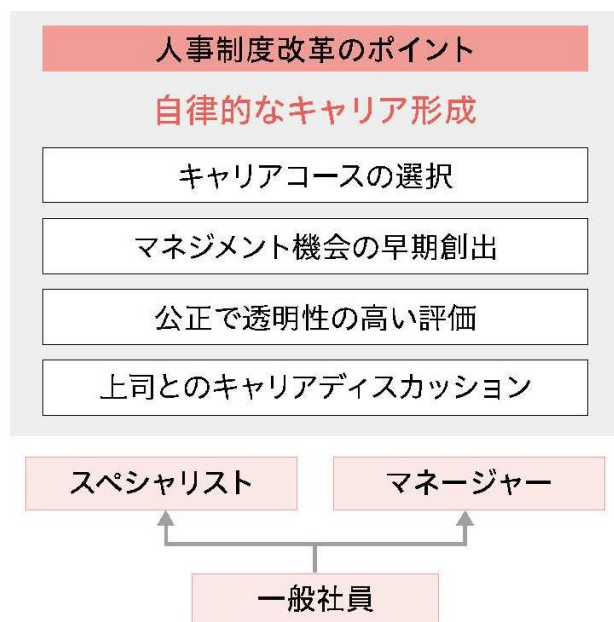 人事制度改革のポイント
自律的なキャリア形成
キャリアコースの選択
マネジメント機会の早期創出
公正で透明性の高い評価
上司とのキャリアディスカッション
スペシャリスト
マネージャー
一般社員